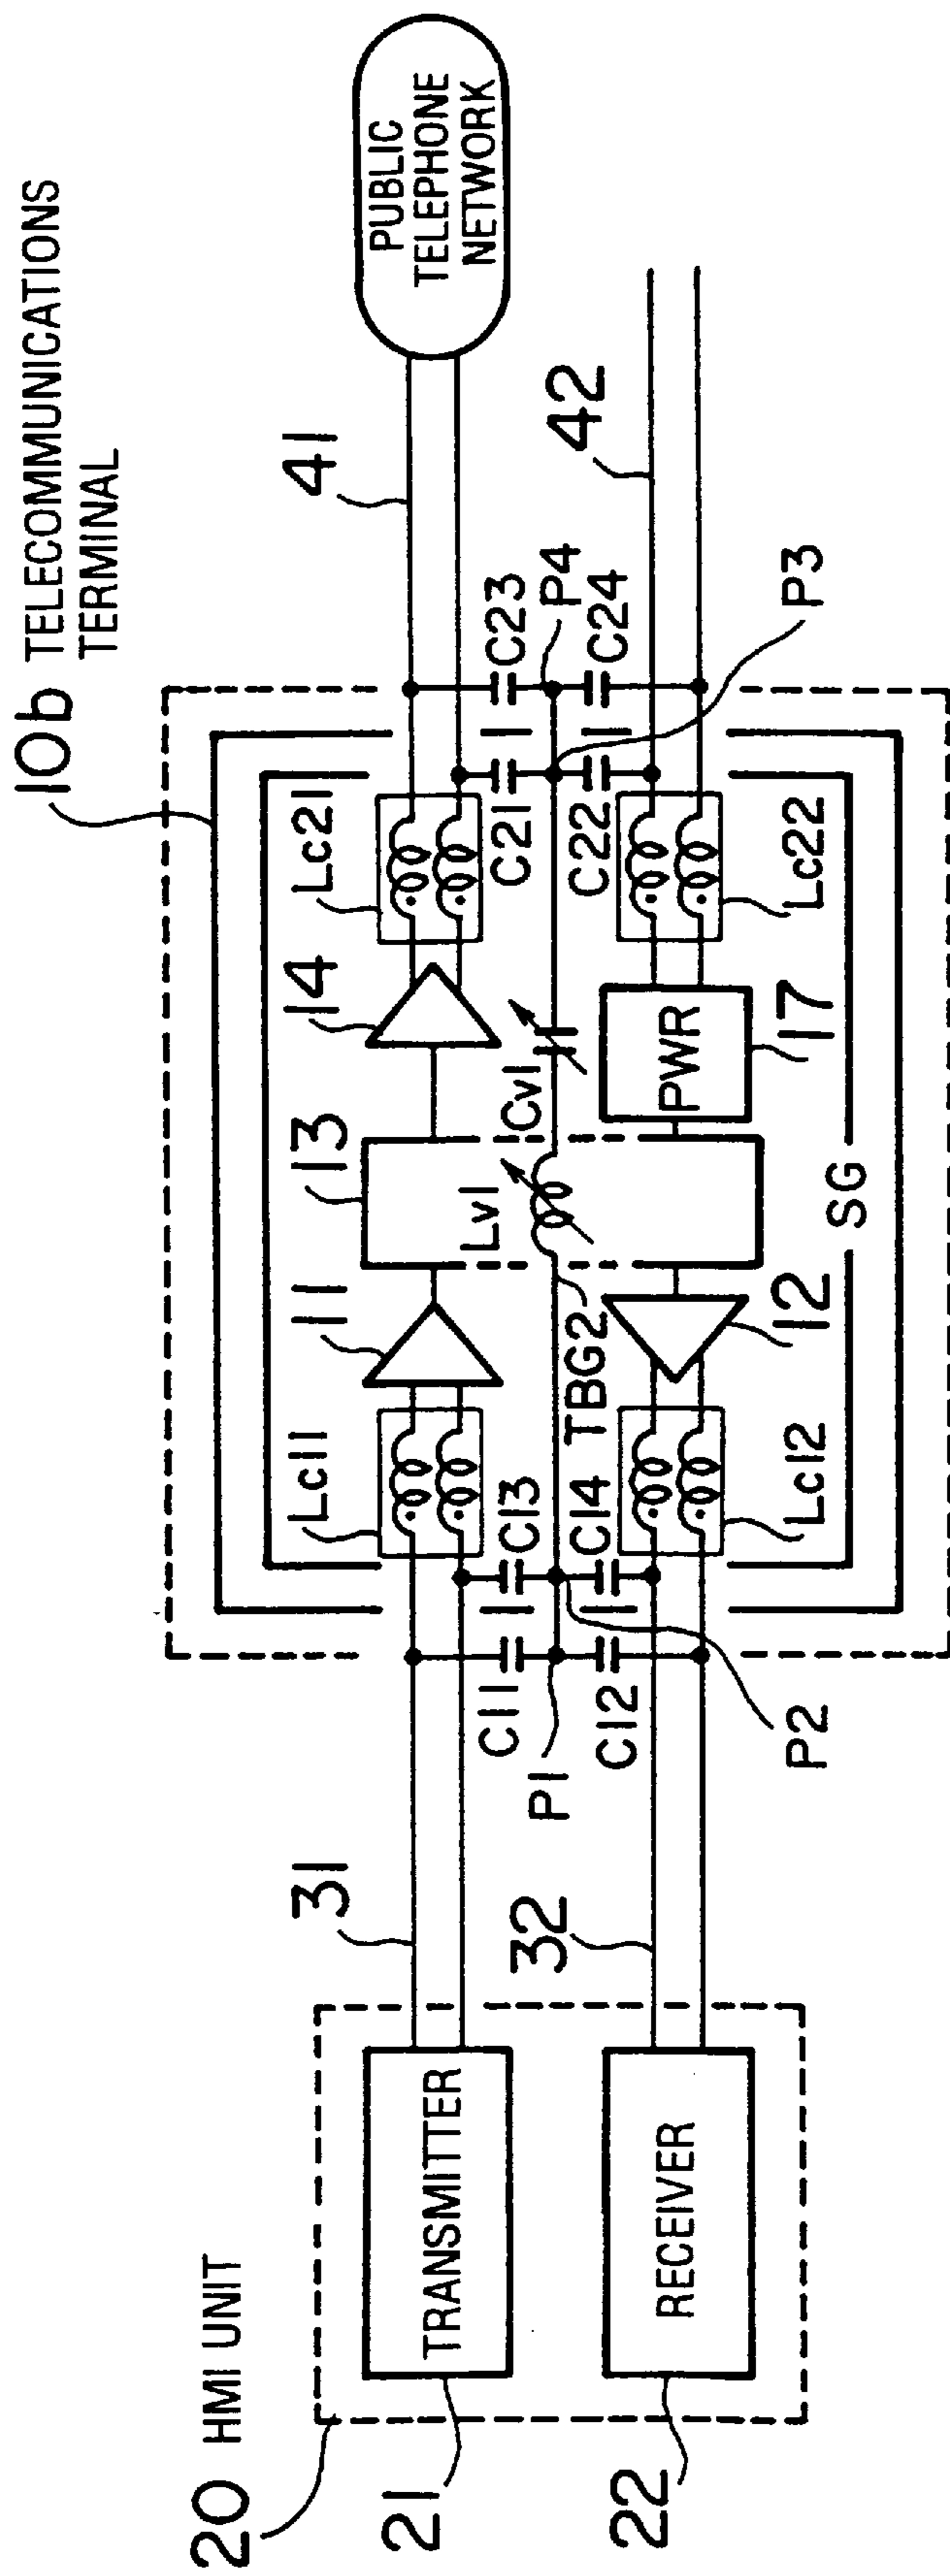 10b TELECOMMUNICATIONS
TERMINAL
20 HMI UNIT
21
TRANSMITTER
22
RECEIVER
31
32
C11
P1
C12
P2
C13
C14
Lc11
Lc12
11
12
TBG2
13
Lv1
Cv1
SG
14
PWR
17
Lc21
Lc22
C21
C22
C23
P4
C24
P3
41
42
PUBLIC
TELEPHONE
NETWORK